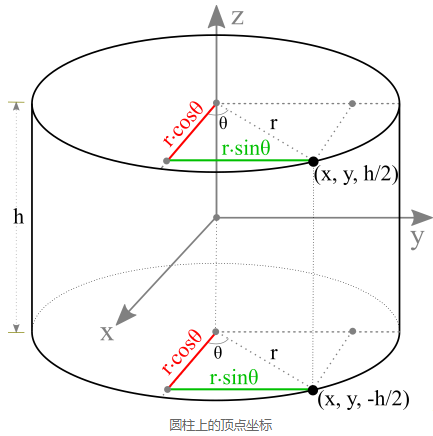 z
r·cosθ
θ
r
r·sinθ
(x, y, h/2)
h
y
x
r·cosθ
θ
r
r·sinθ
(x, y, -h/2)
圆柱上的顶点坐标